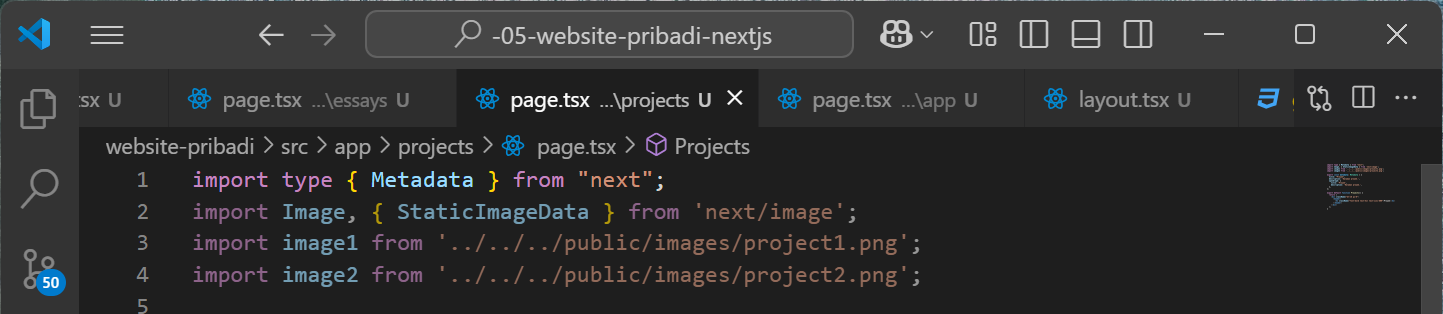 -05-website-pribadi-nextjs
.tsx U page.tsx ...\essays U page.tsx ...\projects U page.tsx ...\app U layout.tsx U
website-pribadi > src > app > projects > page.tsx > Projects
1 import type { Metadata } from "next";
2 import Image, { StaticImageData } from 'next/image';
3 import image1 from '../../../public/images/project1.png';
50
4 import image2 from '../../../public/images/project2.png';
5